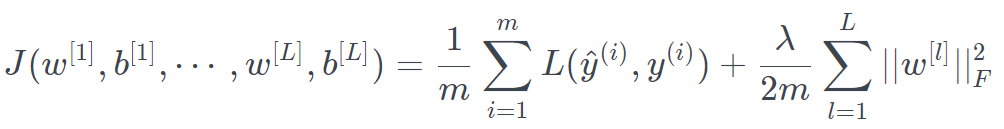 J(w^{[1]}, b^{[1]}, \cdots, w^{[L]}, b^{[L]}) = \frac{1}{m} \sum_{i=1}^{m} L(\hat{y}^{(i)}, y^{(i)}) + \frac{\lambda}{2m} \sum_{l=1}^{L} ||w^{[l]}||_F^2